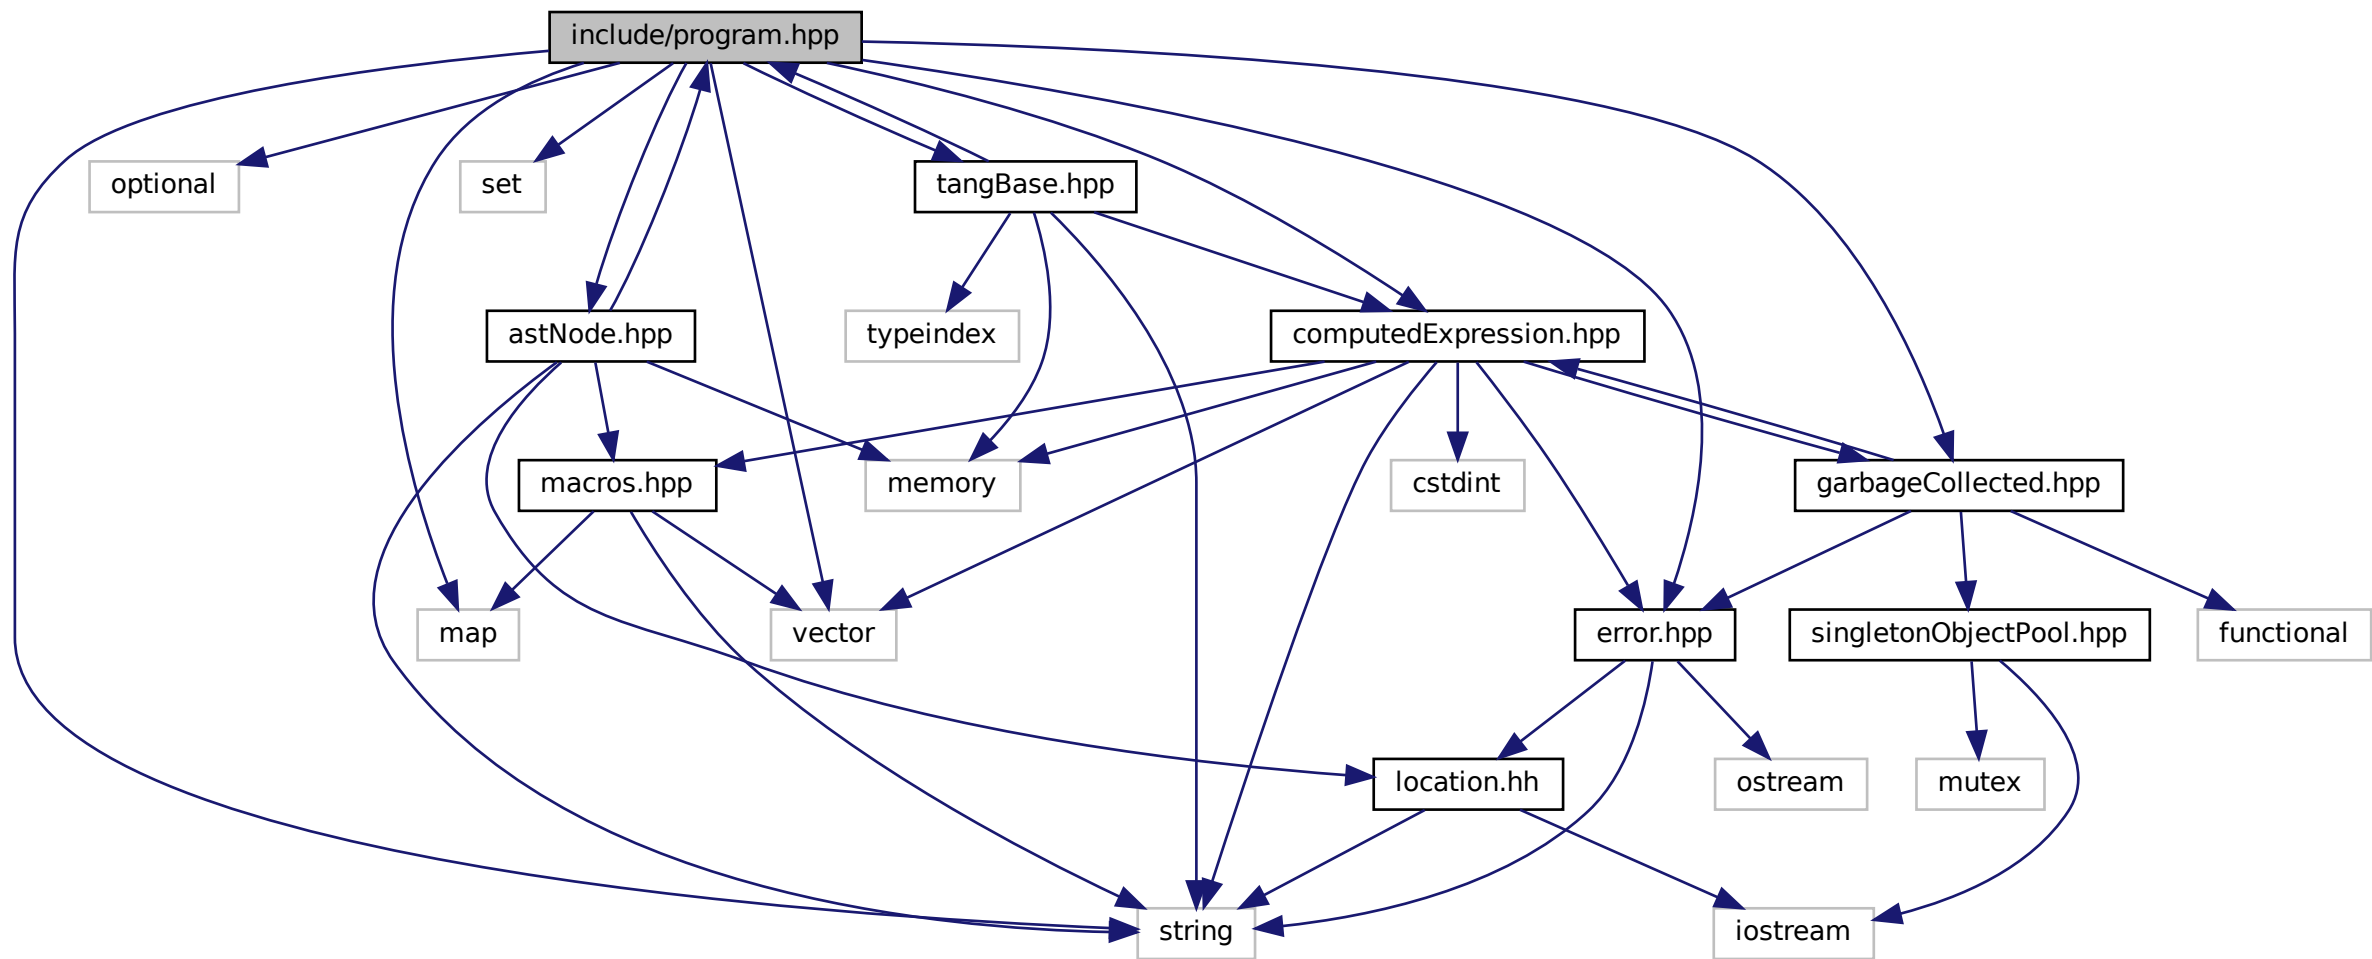 include/program.hpp
optional
set
tangBase.hpp
astNode.hpp
typeindex
computedExpression.hpp
macros.hpp
memory
cstdint
garbageCollected.hpp
map
vector
error.hpp
singletonObjectPool.hpp
functional
location.hh
ostream
mutex
string
iostream